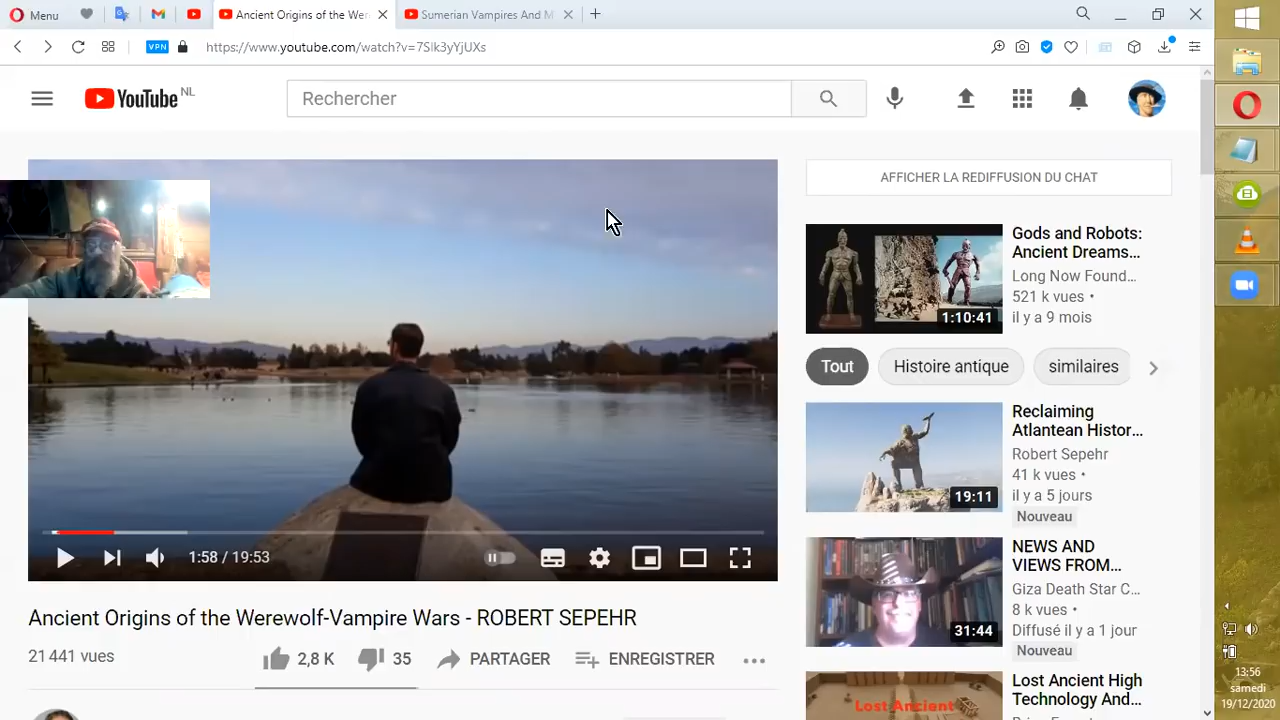 Menu
Ancient Origins of the Wer
Sumerian Vampires And M
VPN
https://www.youtube.com/watch?v=7Slk3yYjUXs
YouTube NL
Rechercher
1:58 / 19:53
Ancient Origins of the Werewolf-Vampire Wars - ROBERT SEPEHR
21 441 vues
2,8 K
35
PARTAGER
ENREGISTRER
AFFICHER LA REDIFFUSION DU CHAT
1:10:41
Gods and Robots:
Ancient Dreams...
Long Now Found...
521 k vues •
il y a 9 mois
Tout
Histoire antique
similaires
19:11
Reclaiming
Atlantean Histor...
Robert Sepehr
41 k vues •
il y a 5 jours
Nouveau
31:44
NEWS AND
VIEWS FROM...
Giza Death Star C...
8 k vues •
Diffusé il y a 1 jour
Nouveau
Lost Ancient
Lost Ancient High
Technology And...
13:56
samedi
19/12/2020